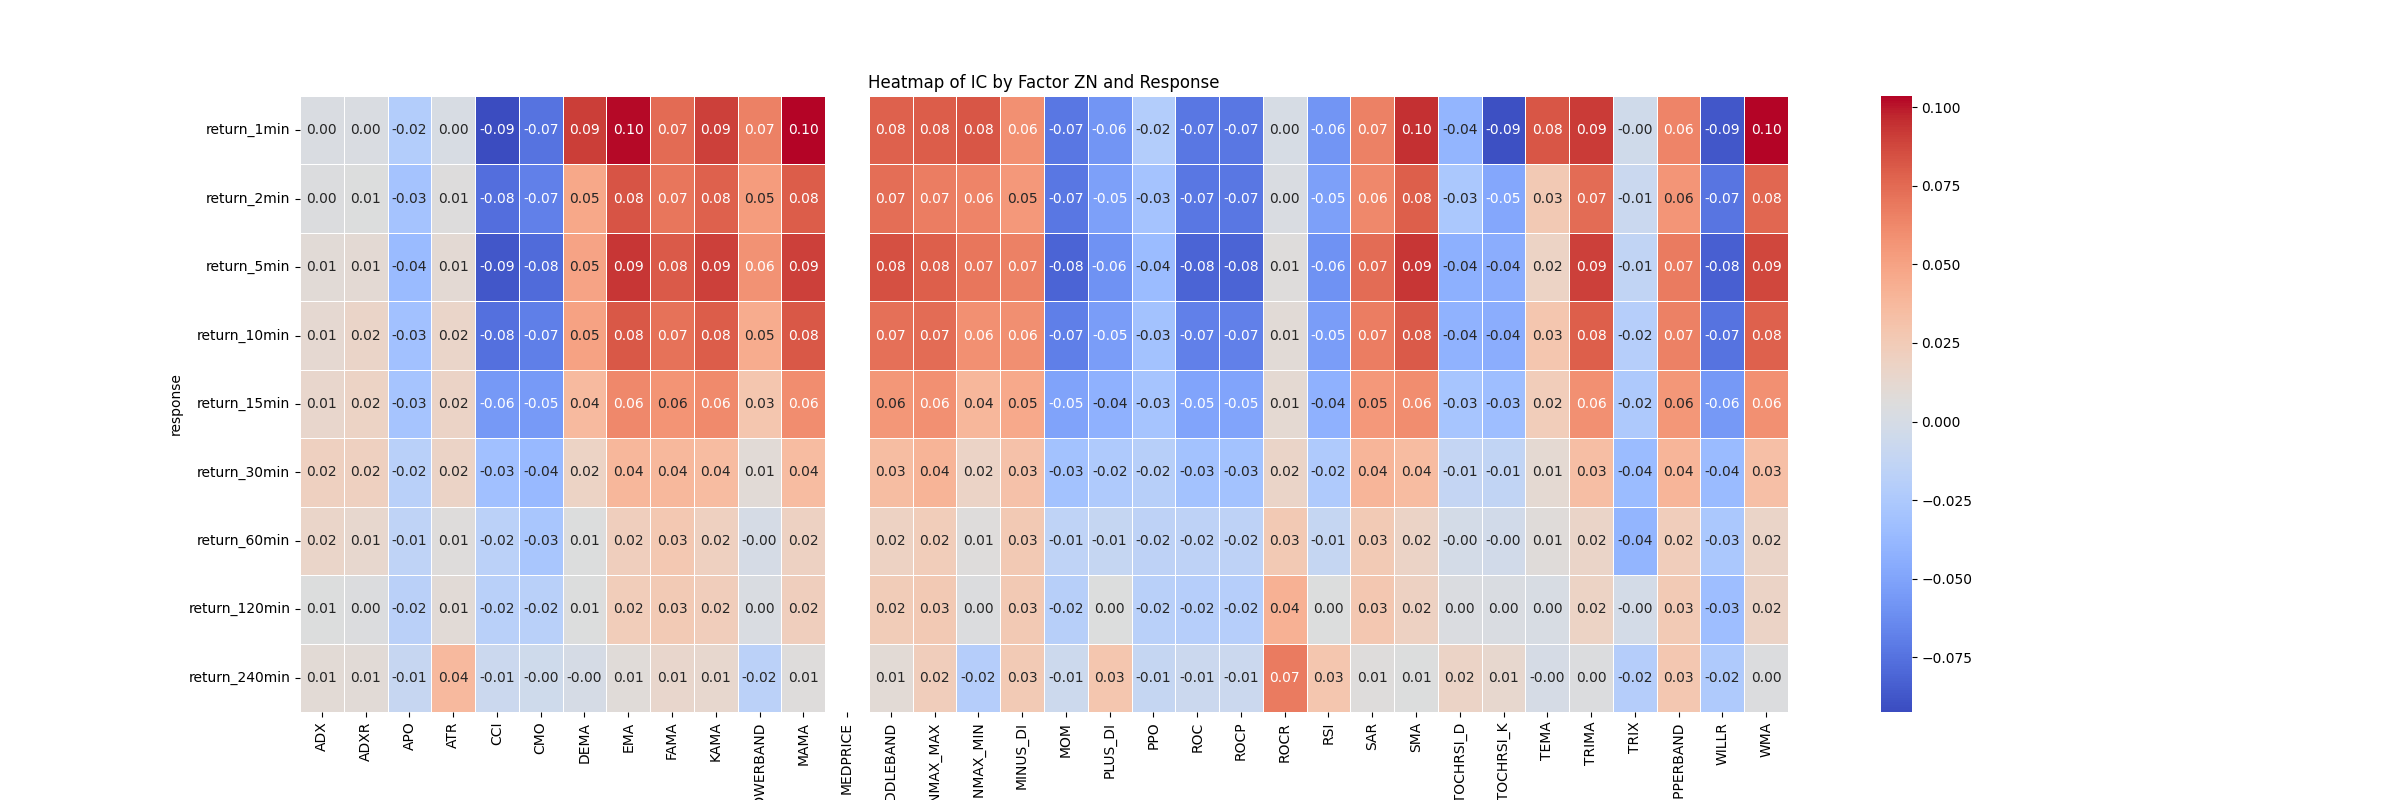 Heatmap of IC by Factor ZN and Response
return_1min 0.00 0.00 -0.02 0.00 -0.09 -0.07 0.09 0.10 0.07 0.09 0.07 0.10 0.08 0.08 0.08 0.06 -0.07 -0.06 -0.02 -0.07 -0.07 0.00 -0.06 0.07 0.10 -0.04 -0.09 0.08 0.09 -0.00 0.06 -0.09 0.10
return_2min 0.00 0.01 -0.03 0.01 -0.08 -0.07 0.05 0.08 0.07 0.08 0.05 0.08 0.07 0.07 0.06 0.05 -0.07 -0.05 -0.03 -0.07 -0.07 0.00 -0.05 0.06 0.08 -0.03 -0.05 0.03 0.07 -0.01 0.06 -0.07 0.08
return_5min 0.01 0.01 -0.04 0.01 -0.09 -0.08 0.05 0.09 0.08 0.09 0.06 0.09 0.08 0.08 0.07 0.07 -0.08 -0.06 -0.04 -0.08 -0.08 0.01 -0.06 0.07 0.09 -0.04 -0.04 0.02 0.09 -0.01 0.07 -0.08 0.09
return_10min 0.01 0.02 -0.03 0.02 -0.08 -0.07 0.05 0.08 0.07 0.08 0.05 0.08 0.07 0.07 0.06 0.06 -0.07 -0.05 -0.03 -0.07 -0.07 0.01 -0.05 0.07 0.08 -0.04 -0.04 0.03 0.08 -0.02 0.07 -0.07 0.08
return_15min 0.01 0.02 -0.03 0.02 -0.06 -0.05 0.04 0.06 0.06 0.06 0.03 0.06 0.06 0.06 0.04 0.05 -0.05 -0.04 -0.03 -0.05 -0.05 0.01 -0.04 0.05 0.06 -0.03 -0.03 0.02 0.06 -0.02 0.06 -0.06 0.06
return_30min 0.02 0.02 -0.02 0.02 -0.03 -0.04 0.02 0.04 0.04 0.04 0.01 0.04 0.03 0.04 0.02 0.03 -0.03 -0.02 -0.02 -0.03 -0.03 0.02 -0.02 0.04 0.04 -0.01 -0.01 0.01 0.03 -0.04 0.04 -0.04 0.03
return_60min 0.02 0.01 -0.01 0.01 -0.02 -0.03 0.01 0.02 0.03 0.02 -0.00 0.02 0.02 0.02 0.01 0.03 -0.01 -0.01 -0.02 -0.02 -0.02 0.03 -0.01 0.03 0.02 -0.00 -0.00 0.01 0.02 -0.04 0.02 -0.03 0.02
return_120min 0.01 0.00 -0.02 0.01 -0.02 -0.02 0.01 0.02 0.03 0.02 0.00 0.02 0.02 0.03 0.00 0.03 -0.02 0.00 -0.02 -0.02 -0.02 0.04 0.00 0.03 0.02 0.00 0.00 0.00 0.02 -0.00 0.03 -0.03 0.02
return_240min 0.01 0.01 -0.01 0.04 -0.01 -0.00 -0.00 0.01 0.01 0.01 -0.02 0.01 0.01 0.02 -0.02 0.03 -0.01 0.03 -0.01 -0.01 -0.01 0.07 0.03 0.01 0.01 0.02 0.01 -0.00 0.00 -0.02 0.03 -0.02 0.00
response
ADX
ADXR
APO
ATR
CCI
CMO
DEMA
EMA
FAMA
KAMA
OWERBAND
MAMA
MEDPRICE
DDLEBAND
NMAX_MAX
NMAX_MIN
MINUS_DI
MOM
PLUS_DI
PPO
ROC
ROCP
ROCR
RSI
SAR
SMA
TOCHRSI_D
TOCHRSI_K
TEMA
TRIMA
TRIX
PPERBAND
WILLR
WMA
0.100
0.075
0.050
0.025
0.000
−0.025
−0.050
−0.075